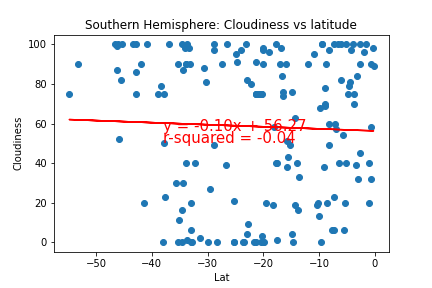 Southern Hemisphere: Cloudiness vs latitude
100
80
60
40
20
0
Cloudiness
y = -0.10x + 56.27
r-squared = -0.04
−50
−40
−30
−20
−10
0
Lat